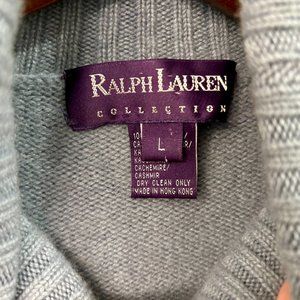 RALPH LAUREN
COLLECTION
L
CACHEMIRE/
CASHMIR
DRY CLEAN ONLY
MADE IN HONG KONG